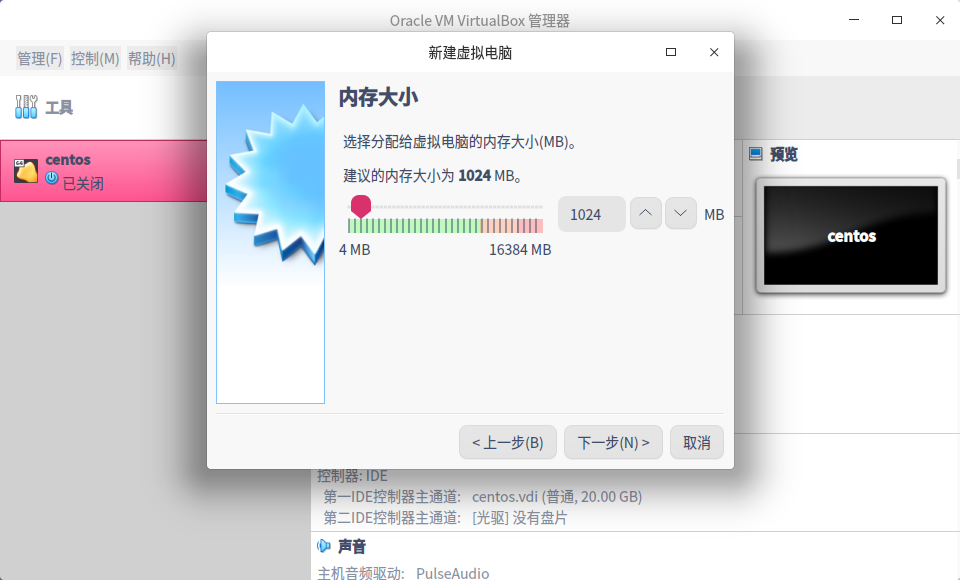 Oracle VM VirtualBox 管理器
管理(F) 控制(M) 帮助(H)
工具
centos
已关闭
预览
centos
新建虚拟电脑
内存大小
选择分配给虚拟电脑的内存大小(MB)。
建议的内存大小为 1024 MB。
1024 MB
4 MB 16384 MB
< 上一步(B) 下一步(N) > 取消
控制器: IDE
第一IDE控制器主通道: centos.vdi (普通, 20.00 GB)
第二IDE控制器主通道: [光驱] 没有盘片
声音
主机音频驱动: PulseAudio